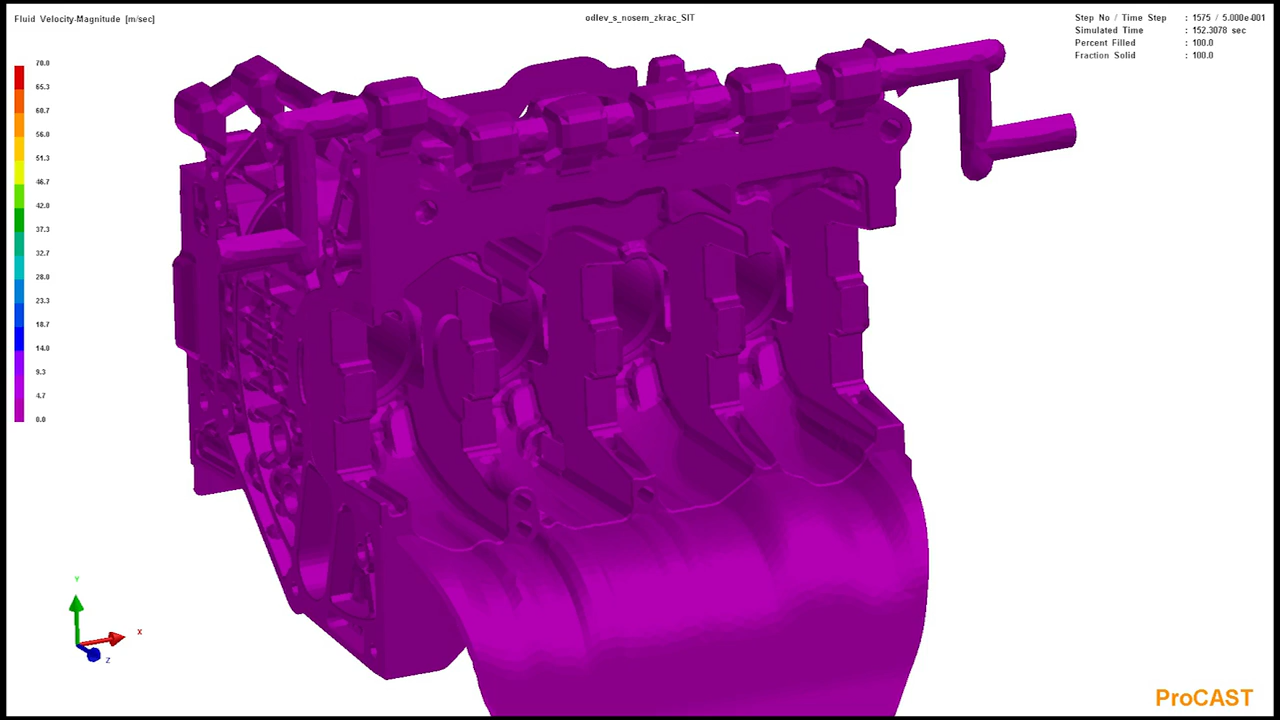 Fluid Velocity-Magnitude [m/sec]
odlev_s_nosem_zkrac_SIT
Step No / Time Step : 1575 / 5.000e-001
Simulated Time : 152.3078 sec
Percent Filled : 100.0
Fraction Solid : 100.0
70.0
65.3
60.7
56.0
51.3
46.7
42.0
37.3
32.7
28.0
23.3
18.7
14.0
9.3
4.7
0.0
Y
X
Z
ProCAST